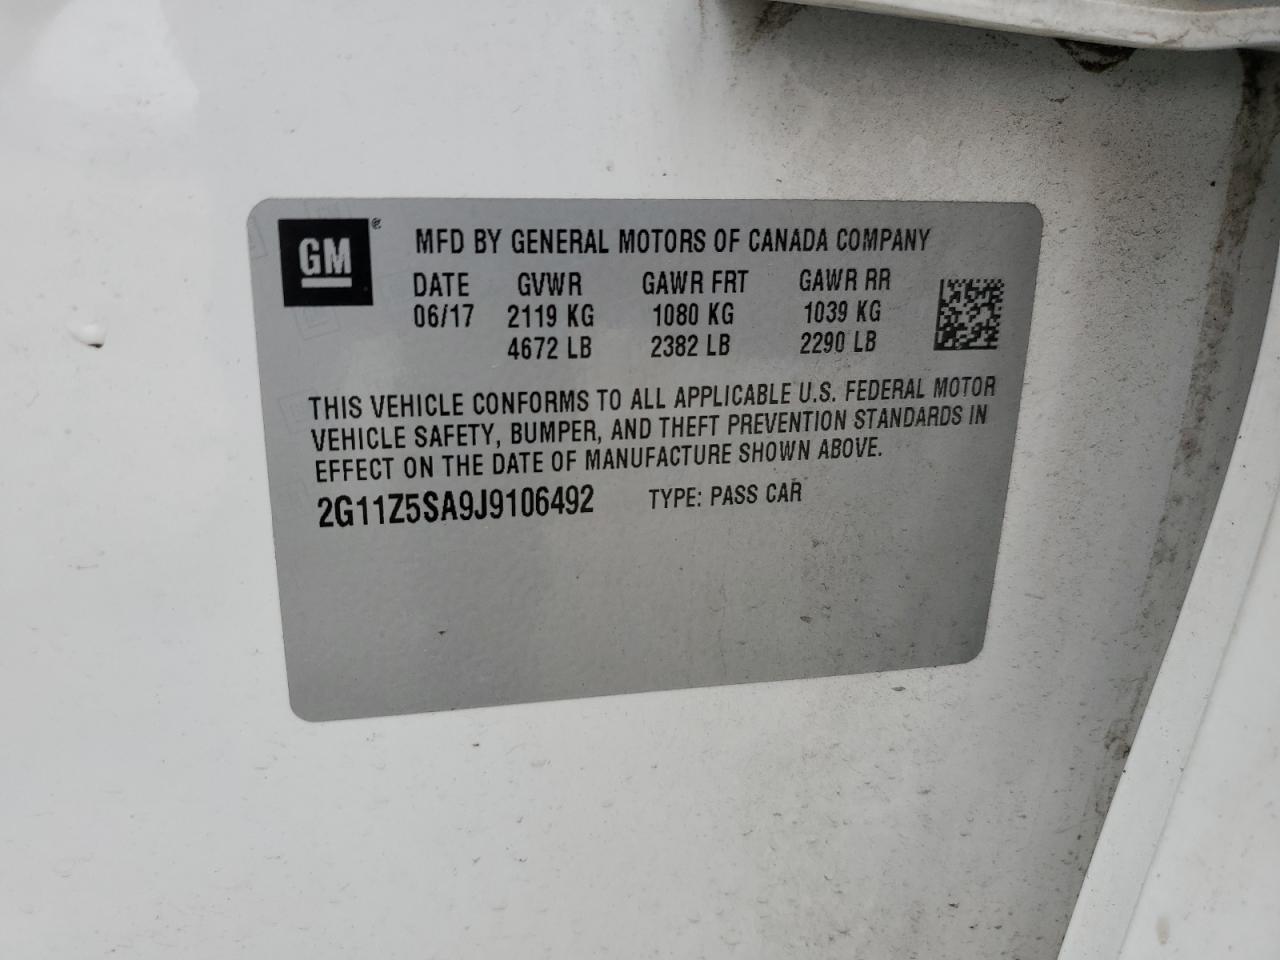 GM ®
MFD BY GENERAL MOTORS OF CANADA COMPANY
DATE GVWR GAWR FRT GAWR RR
06/17 2119 KG 1080 KG 1039 KG
4672 LB 2382 LB 2290 LB
THIS VEHICLE CONFORMS TO ALL APPLICABLE U.S. FEDERAL MOTOR
VEHICLE SAFETY, BUMPER, AND THEFT PREVENTION STANDARDS IN
EFFECT ON THE DATE OF MANUFACTURE SHOWN ABOVE.
2G11Z5SA9J9106492 TYPE: PASS CAR